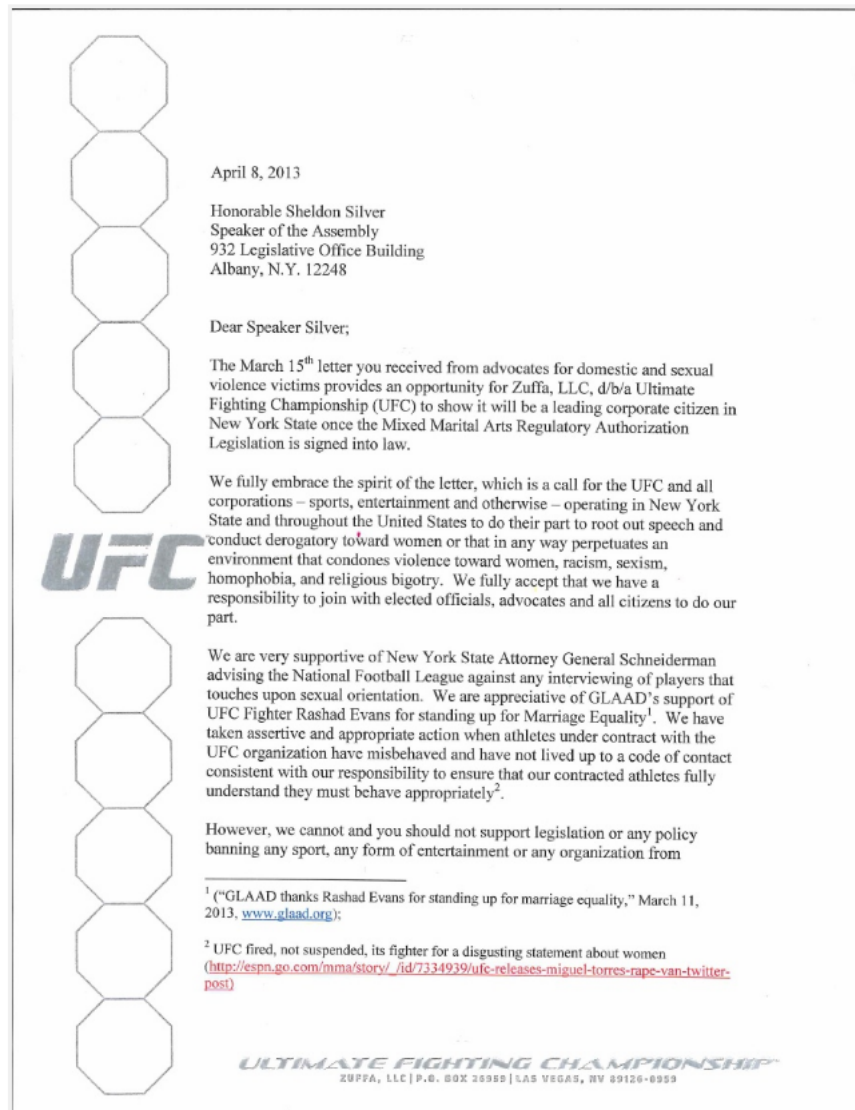 April 8, 2013
Honorable Sheldon Silver
Speaker of the Assembly
932 Legislative Office Building
Albany, N.Y. 12248
Dear Speaker Silver;
The March 15th letter you received from advocates for domestic and sexual
violence victims provides an opportunity for Zuffa, LLC, d/b/a Ultimate
Fighting Championship (UFC) to show it will be a leading corporate citizen in
New York State once the Mixed Marital Arts Regulatory Authorization
Legislation is signed into law.
We fully embrace the spirit of the letter, which is a call for the UFC and all
corporations – sports, entertainment and otherwise – operating in New York
State and throughout the United States to do their part to root out speech and
conduct derogatory toward women or that in any way perpetuates an
environment that condones violence toward women, racism, sexism,
homophobia, and religious bigotry. We fully accept that we have a
responsibility to join with elected officials, advocates and all citizens to do our
part.
UFC
We are very supportive of New York State Attorney General Schneiderman
advising the National Football League against any interviewing of players that
touches upon sexual orientation. We are appreciative of GLAAD's support of
UFC Fighter Rashad Evans for standing up for Marriage Equality1. We have
taken assertive and appropriate action when athletes under contract with the
UFC organization have misbehaved and have not lived up to a code of contact
consistent with our responsibility to ensure that our contracted athletes fully
understand they must behave appropriately2.
However, we cannot and you should not support legislation or any policy
banning any sport, any form of entertainment or any organization from
1 ("GLAAD thanks Rashad Evans for standing up for marriage equality," March 11,
2013, www.glaad.org);
2 UFC fired, not suspended, its fighter for a disgusting statement about women
(http://espn.go.com/mma/story/_/id/7334939/ufc-releases-miguel-torres-rape-van-twitter-
post)
ULTIMATE FIGHTING CHAMPIONSHIP
ZUFFA, LLC | P.O. BOX 26959 | LAS VEGAS, NV 89126-0959